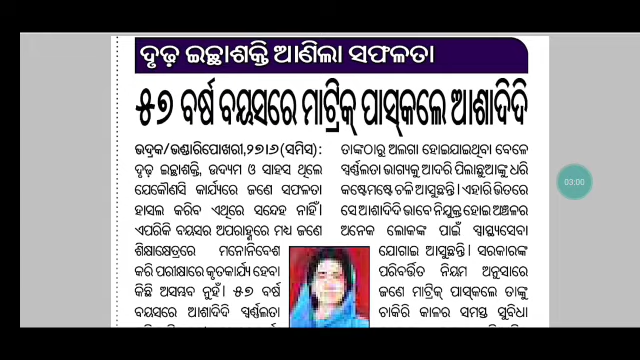 ଦୃଢ଼ ଇଚ୍ଛାଶକ୍ତି ଆଣିଲା ସଫଳତା
୫୭ ବର୍ଷ ବୟସରେ ମାଟ୍ରିକ୍ ପାସ୍‌କଲେ ଆଶାଦିଦି
ଭଦ୍ରକ/ଭଣ୍ଡାରିପୋଖରୀ,୨୭।୬(ସମିସ):
ଦୃଢ଼ ଇଚ୍ଛାଶକ୍ତି, ଉଦ୍ୟମ ଓ ସାହସ ଥିଲେ
ଯେକୌଣସି କାର୍ଯ୍ୟରେ ଜଣେ ସଫଳତା
ହାସଲ କରିବ ଏଥିରେ ସନ୍ଦେହ ନାହିଁ।
ଏପରିକି ବୟସର ଅପରାହ୍ଣରେ ମଧ୍ୟ ଜଣେ
ଶିକ୍ଷାକ୍ଷେତ୍ରରେ ମନୋନିବେଶ
କରି ପରୀକ୍ଷାରେ କୃତକାର୍ଯ୍ୟ ହେବା
କିଛି ଅସମ୍ଭବ ନୁହଁ। ୫୭ ବର୍ଷ
ବୟସରେ ଆଶାଦିଦି ସ୍ୱର୍ଣ୍ଣଲତା
ତାଙ୍କଠାରୁ ଅଲଗା ହୋଇଯାଇଥିବା ବେଳେ
ସ୍ୱର୍ଣ୍ଣଲତା ଭାଗ୍ୟକୁ ଆଦରି ପିଲାଛୁଆଙ୍କୁ ଧରି
କଷ୍ଟେମଷ୍ଟେ ଚଳି ଆସୁଛନ୍ତି। ଏହାରି ଭିତରେ
ସେ ଆଶାଦିଦି ଭାବେ ନିଯୁକ୍ତ ହୋଇ ଅଞ୍ଚଳର
ଅନେକ ଲୋକଙ୍କ ପାଇଁ ସ୍ୱାସ୍ଥ୍ୟସେବା
ଯୋଗାଇ ଆସୁଛନ୍ତି। ସରକାରଙ୍କ
ପରିବର୍ତ୍ତିତ ନିୟମ ଅନୁସାରେ
ଜଣେ ମାଟ୍ରିକ୍ ପାସ୍‌କଲେ ତାଙ୍କୁ
ଚାକିରି କାଳର ସମସ୍ତ ସୁବିଧା
03:00